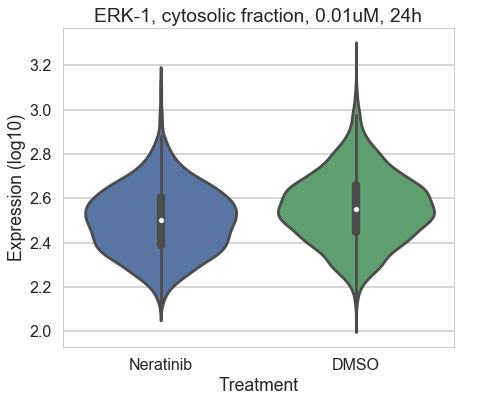 ERK-1, cytosolic fraction, 0.01uM, 24h
Expression (log10)
3.2
3.0
2.8
2.6
2.4
2.2
2.0
Neratinib DMSO
Treatment